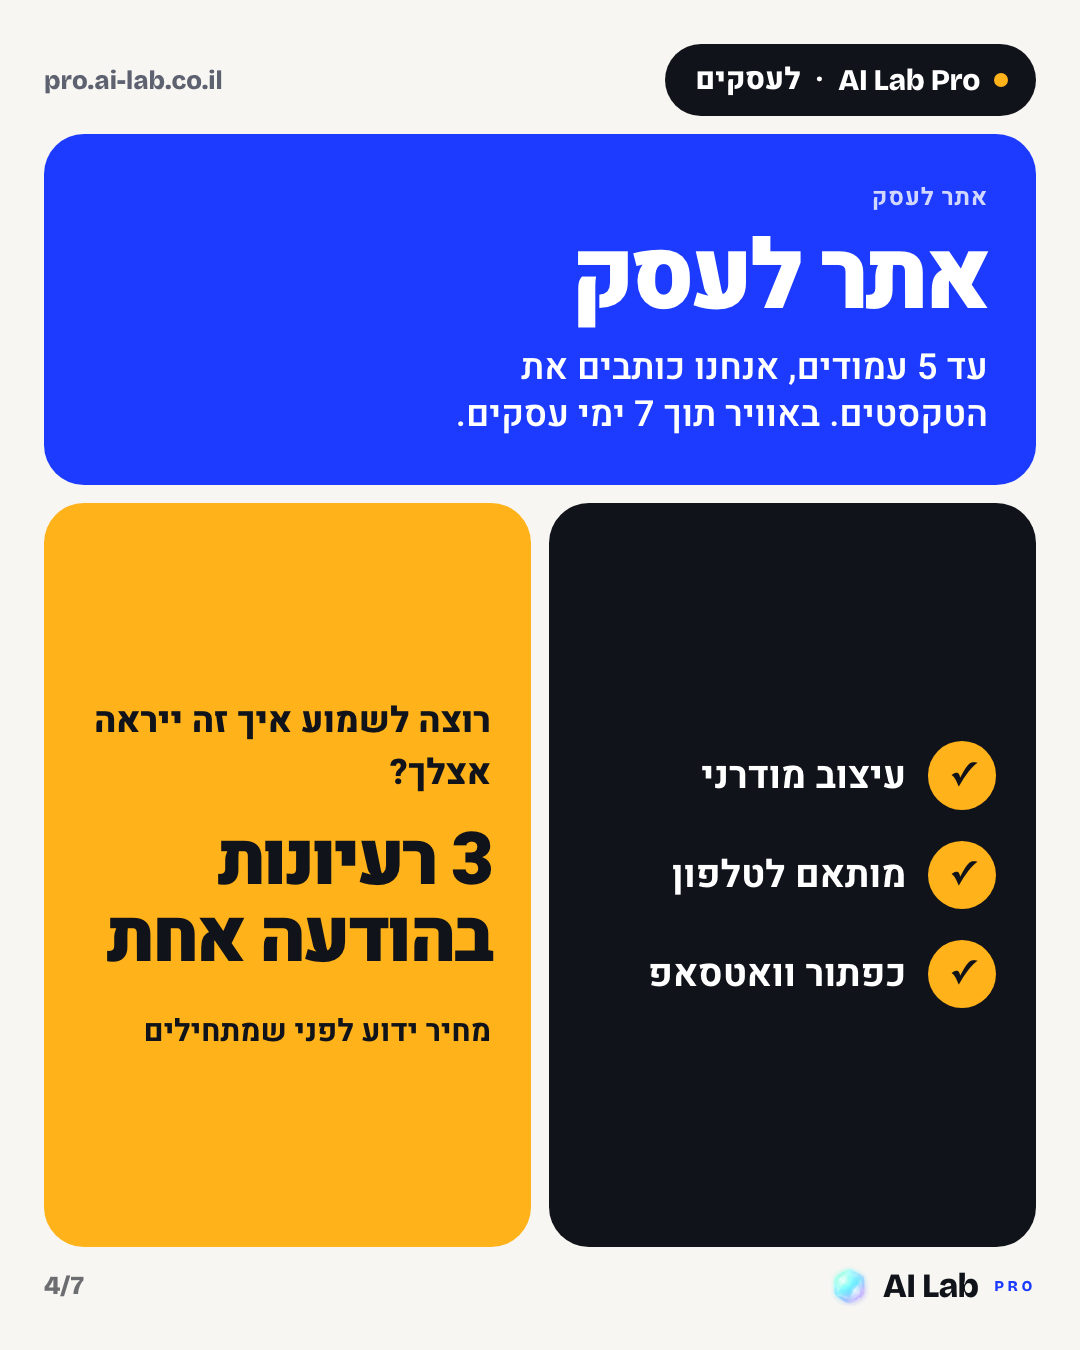 AI Lab Pro · לעסקים
pro.ai-lab.co.il
אתר לעסק
אתר לעסק
עד 5 עמודים, אנחנו כותבים את
הטקסטים. באוויר תוך 7 ימי עסקים.
עיצוב מודרני
מותאם לטלפון
כפתור וואטסאפ
רוצה לשמוע איך זה ייראה
אצלך?
3 רעיונות
בהודעה אחת
מחיר ידוע לפני שמתחילים
AI Lab PRO
4/7